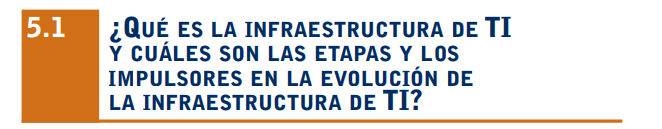 5.1 ¿QUÉ ES LA INFRAESTRUCTURA DE TI
Y CUÁLES SON LAS ETAPAS Y LOS
IMPULSORES EN LA EVOLUCIÓN DE
LA INFRAESTRUCTURA DE TI?